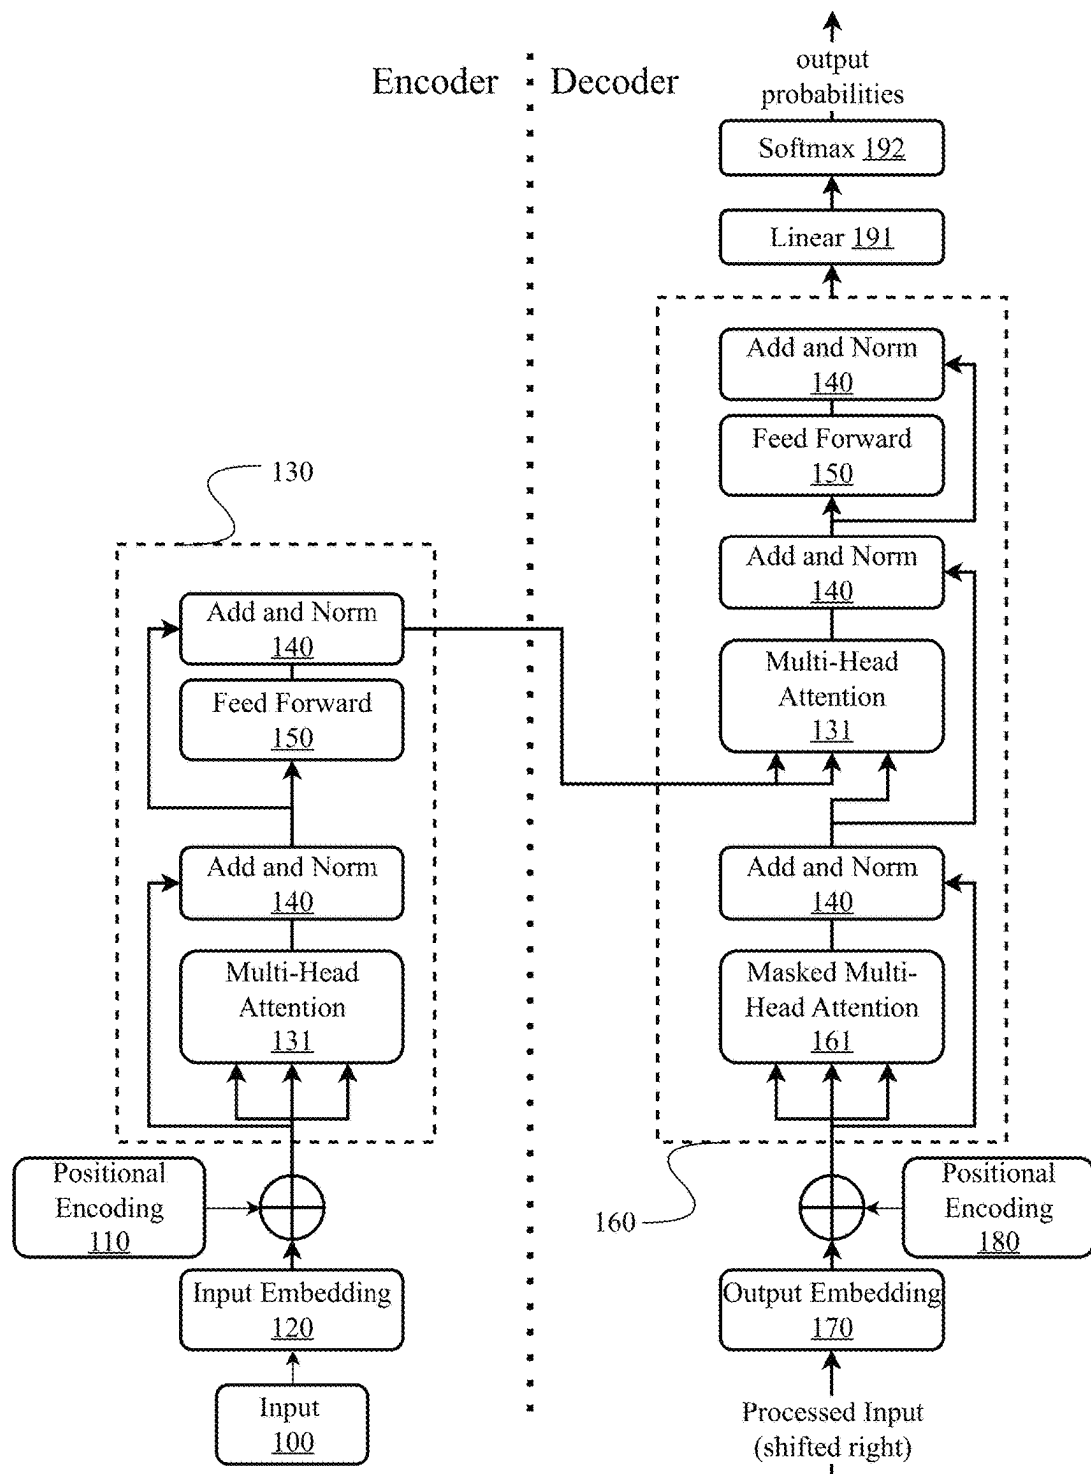 Encoder
Decoder
output
probabilities
Softmax 192
Linear 191
Add and Norm
140
Feed Forward
150
Add and Norm
140
Multi-Head
Attention
131
Add and Norm
140
Masked Multi-
Head Attention
161
160
Positional
Encoding
180
Output Embedding
170
Processed Input
(shifted right)
130
Add and Norm
140
Feed Forward
150
Add and Norm
140
Multi-Head
Attention
131
Positional
Encoding
110
Input Embedding
120
Input
100